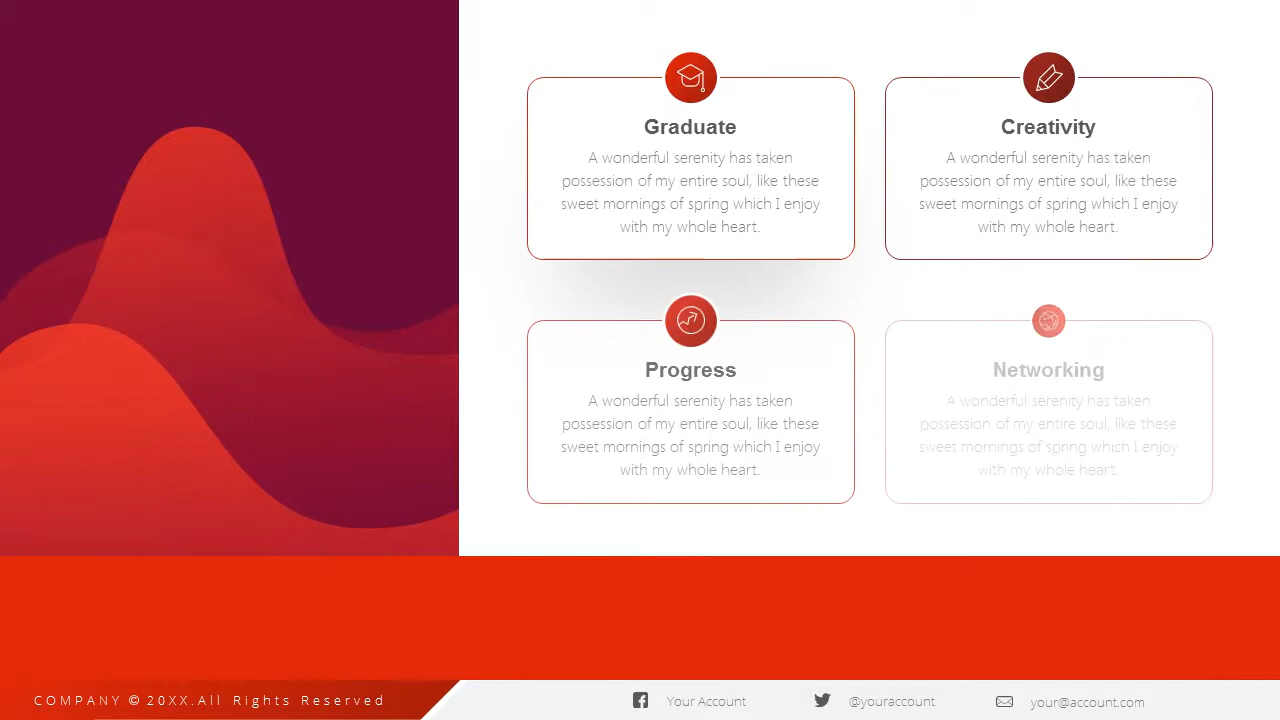 Graduate
A wonderful serenity has taken
possession of my entire soul, like these
sweet mornings of spring which I enjoy
with my whole heart.
Creativity
A wonderful serenity has taken
possession of my entire soul, like these
sweet mornings of spring which I enjoy
with my whole heart.
Progress
A wonderful serenity has taken
possession of my entire soul, like these
sweet mornings of spring which I enjoy
with my whole heart.
Networking
A wonderful serenity has taken
possession of my entire soul, like these
sweet mornings of spring which I enjoy
with my whole heart.
COMPANY © 20XX.All Rights Reserved
Your Account
@youraccount
your@account.com